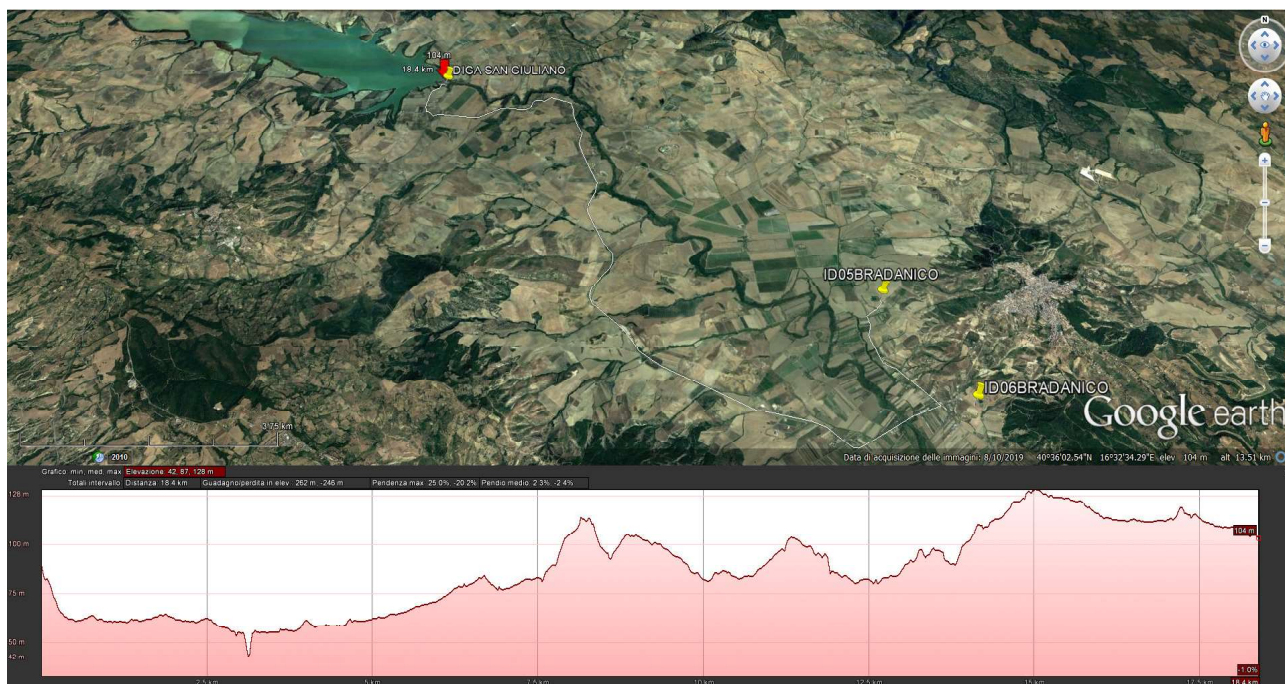 N
104 m
18.4 km
DIGA SAN GIULIANO
ID05BRADANICO
ID06BRADANICO
Google earth
3.75 km
2010
Data di acquisizione delle immagini: 8/10/2019 40°36'02.54"N 16°32'34.29"E elev 104 m alt 13.51 km
Grafico: min, med, max Elevazione: 42, 87, 128 m
Totali intervallo: Distanza: 18.4 km Guadagno/perdita in elev.: 262 m, -246 m Pendenza max: 25.0%, -20.2% Pendio medio: 2.3%, -2.4%
128 m
100 m
104 m
75 m
50 m
42 m
-1.0%
2.5 km 5 km 7.5 km 10 km 12.5 km 15 km 17.5 km 18.4 km